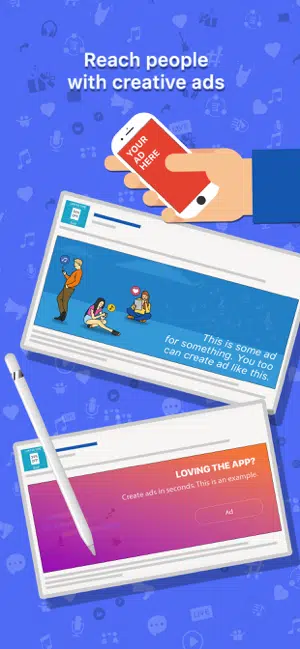 Reach people
with creative ads
YOUR
AD
HERE
This is some ad
for something. You too
can create ad like this.
LOVING THE APP?
Create ads in seconds.This is an example.
Ad